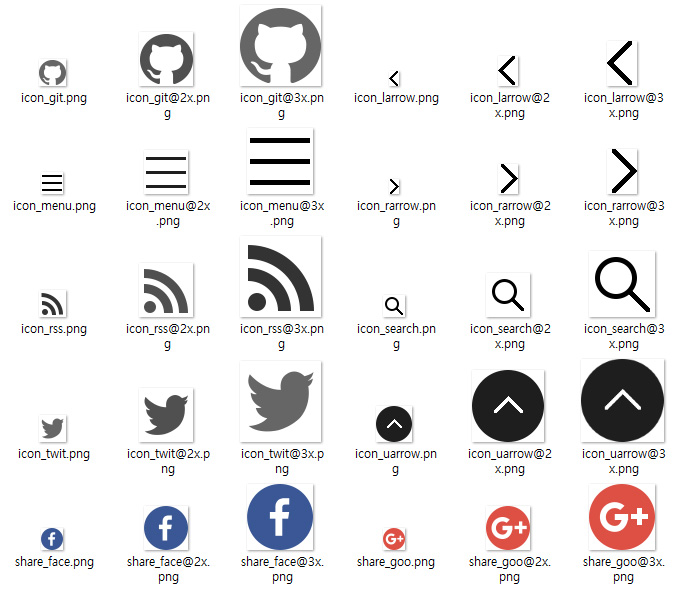 icon_git.png
icon_git@2x.pn
g
icon_git@3x.pn
g
icon_larrow.png
icon_larrow@2
x.png
icon_larrow@3
x.png
icon_menu.png
icon_menu@2x
.png
icon_menu@3x
.png
icon_rarrow.pn
g
icon_rarrow@2
x.png
icon_rarrow@3
x.png
icon_rss.png
icon_rss@2x.pn
g
icon_rss@3x.pn
g
icon_search.pn
g
icon_search@2
x.png
icon_search@3
x.png
icon_twit.png
icon_twit@2x.p
ng
icon_twit@3x.p
ng
icon_uarrow.pn
g
icon_uarrow@2
x.png
icon_uarrow@3
x.png
f
share_face.png
f
share_face@2x.
png
f
share_face@3x.
png
G+
share_goo.png
G+
share_goo@2x.
png
G+
share_goo@3x.
png